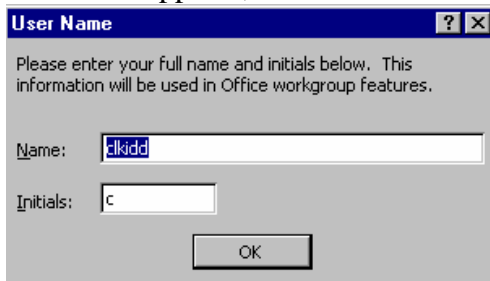 User Name
Please enter your full name and initials below. This
information will be used in Office workgroup features.
Name: clkidd
Initials: c
OK